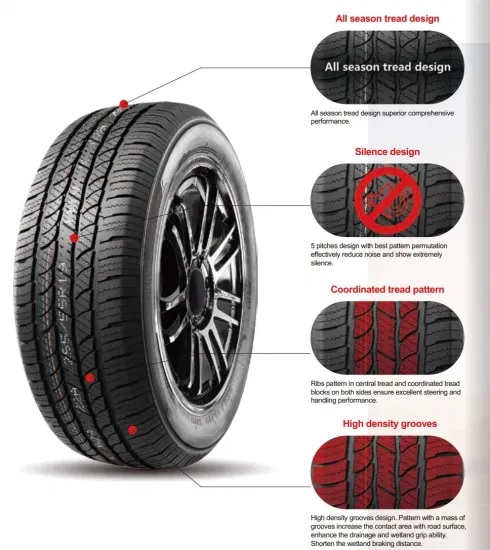 All season tread design
All season tread design
All season tread design superior comprehensive
performance.
Silence design
5 pitches design with best pattern permutation
effectively reduce noise and show extremely
silence.
Coordinated tread pattern
Ribs pattern in central tread and coordinated tread
blocks on both sides ensure excellent steering and
handling performance.
High density grooves
High density grooves design. Pattern with a mass of
grooves increase the contact area with road surface,
enhance the drainage and wetland grip ability.
Shorten the wetland braking distance.